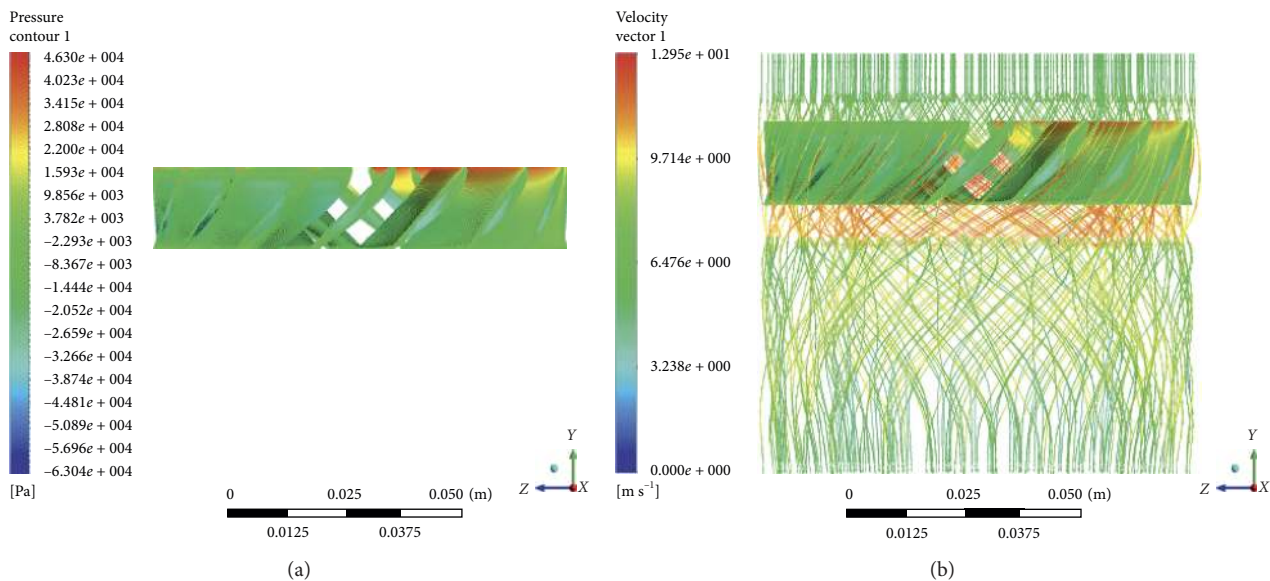 Pressure
contour 1
4.630e + 004
4.023e + 004
3.415e + 004
2.808e + 004
2.200e + 004
1.593e + 004
9.856e + 003
3.782e + 003
–2.293e + 003
–8.367e + 003
–1.444e + 004
–2.052e + 004
–2.659e + 004
–3.266e + 004
–3.874e + 004
–4.481e + 004
–5.089e + 004
–5.696e + 004
–6.304e + 004
[Pa]
Y
Z X
0 0.025 0.050 (m)
0.0125 0.0375
(a)
Velocity
vector 1
1.295e + 001
9.714e + 000
6.476e + 000
3.238e + 000
0.000e + 000
[m s⁻¹]
Y
Z X
0 0.025 0.050 (m)
0.0125 0.0375
(b)